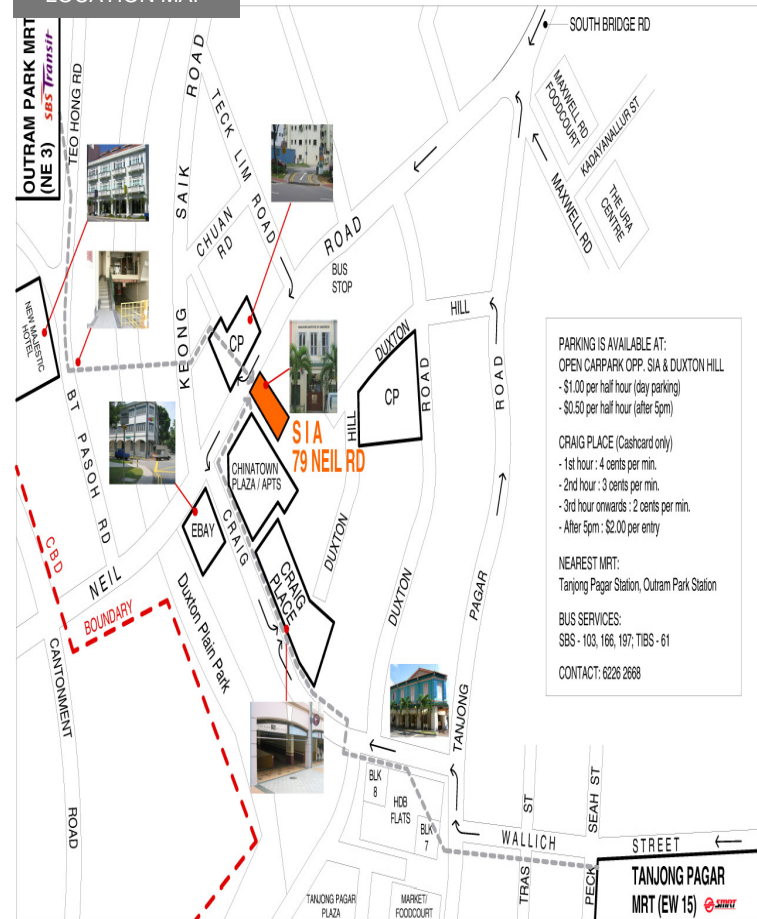 LOCATION MAP
OUTRAM PARK MRT
(NE 3)
SBS Transit
TEO HONG RD
KEONG SAIK ROAD
TECK LIM ROAD
CHUAN
RD
SOUTH BRIDGE RD
MAXWELL RD
FOODCOURT
KADAYANALLUR ST
THE URA
CENTRE
MAXWELL RD
NEIL ROAD
BUS
STOP
NEW MAJESTIC
HOTEL
CP
DUXTON HILL
HILL
CP
DUXTON ROAD
TANJONG PAGAR ROAD
BT PASOH RD
S I A
79 NEIL RD
CHINATOWN
PLAZA / APTS
EBAY
CRAIG
CRAIG
PLACE
DUXTON
CBD
BOUNDARY
Duxton Plain Park
CANTONMENT
ROAD
BLK
8
HDB
FLATS
BLK
7
TANJONG PAGAR
PLAZA
MARKET/
FOODCOURT
WALLICH STREET
TRAS ST
PECK SEAH ST
TANJONG PAGAR
MRT (EW 15) SMRT
PARKING IS AVAILABLE AT:
OPEN CARPARK OPP. SIA & DUXTON HILL
- $1.00 per half hour (day parking)
- $0.50 per half hour (after 5pm)
CRAIG PLACE (Cashcard only)
- 1st hour : 4 cents per min.
- 2nd hour : 3 cents per min.
- 3rd hour onwards : 2 cents per min.
- After 5pm : $2.00 per entry
NEAREST MRT:
Tanjong Pagar Station, Outram Park Station
BUS SERVICES:
SBS - 103, 166, 197; TIBS - 61
CONTACT: 6226 2668